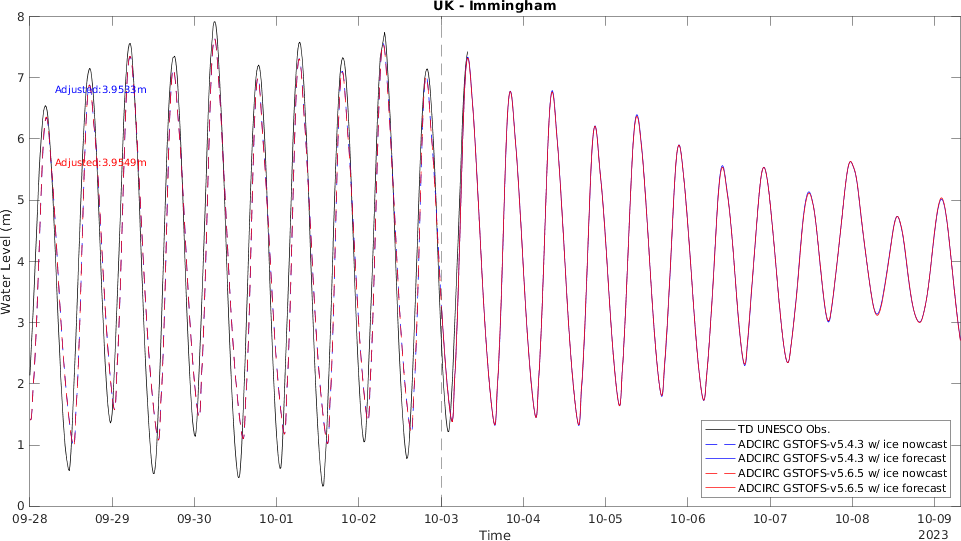 UK - Immingham
8
7
6
5
4
3
2
1
0
Water Level (m)
Adjusted:3.9533m
Adjusted:3.9549m
TD UNESCO Obs.
ADCIRC GSTOFS-v5.4.3 w/ ice nowcast
ADCIRC GSTOFS-v5.4.3 w/ ice forecast
ADCIRC GSTOFS-v5.6.5 w/ ice nowcast
ADCIRC GSTOFS-v5.6.5 w/ ice forecast
09-28 09-29 09-30 10-01 10-02 10-03 10-04 10-05 10-06 10-07 10-08 10-09
Time
2023